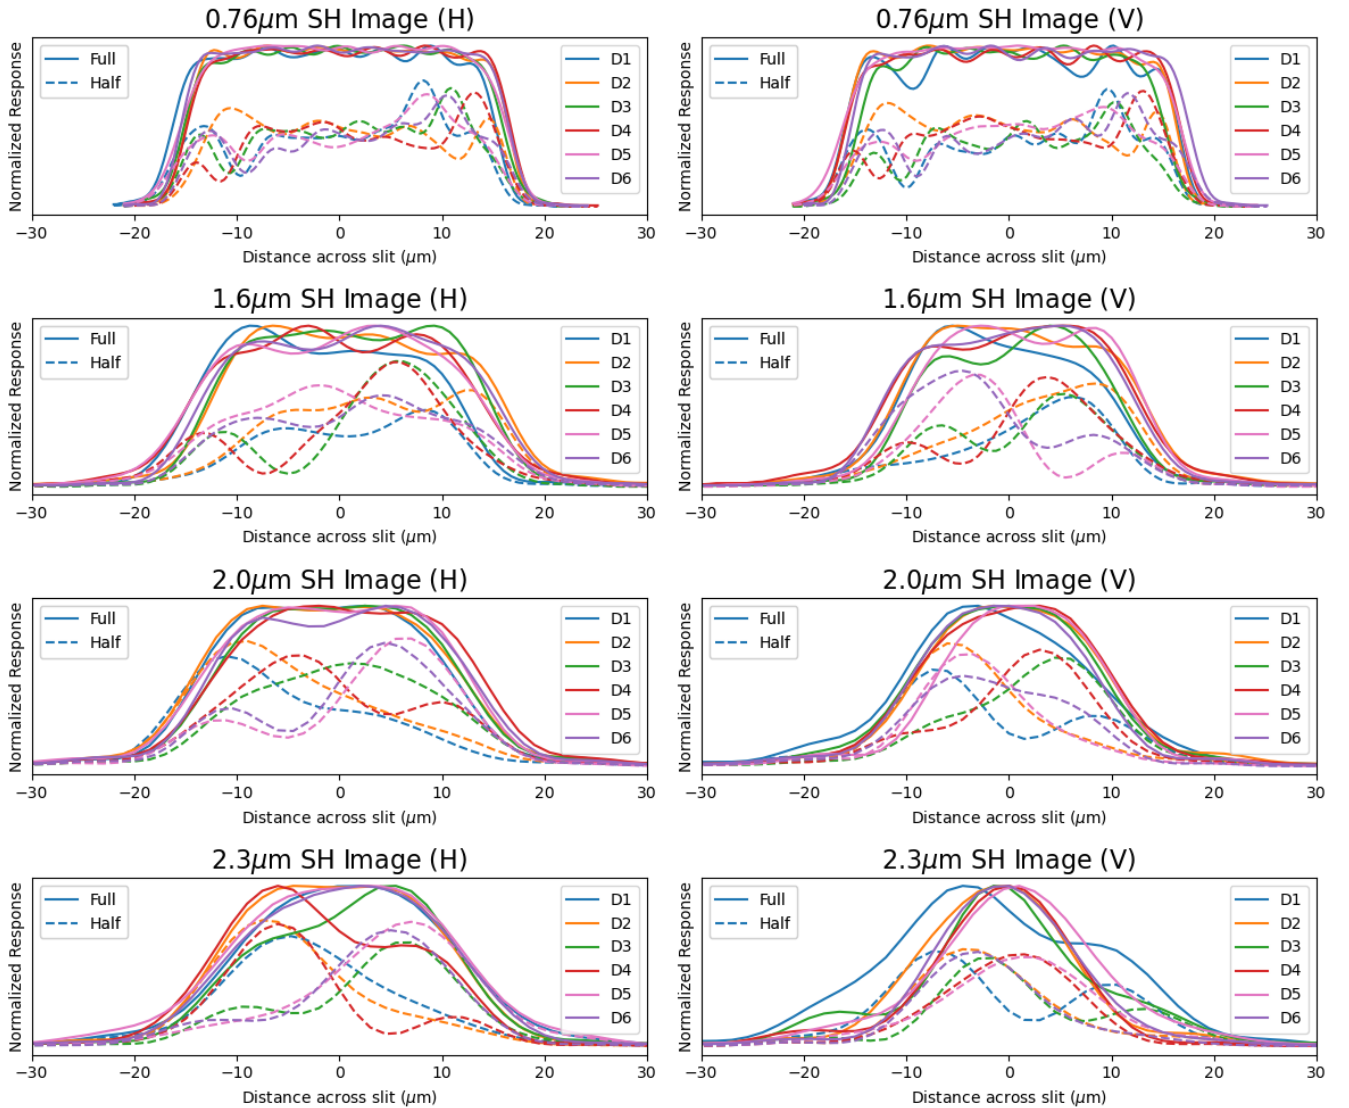 0.76μm SH Image (H)
Normalized Response
Full
Half
D1
D2
D3
D4
D5
D6
−30 −20 −10 0 10 20 30
Distance across slit (μm)
0.76μm SH Image (V)
Normalized Response
Full
Half
D1
D2
D3
D4
D5
D6
−30 −20 −10 0 10 20 30
Distance across slit (μm)
1.6μm SH Image (H)
Normalized Response
Full
Half
D1
D2
D3
D4
D5
D6
−30 −20 −10 0 10 20 30
Distance across slit (μm)
1.6μm SH Image (V)
Normalized Response
Full
Half
D1
D2
D3
D4
D5
D6
−30 −20 −10 0 10 20 30
Distance across slit (μm)
2.0μm SH Image (H)
Normalized Response
Full
Half
D1
D2
D3
D4
D5
D6
−30 −20 −10 0 10 20 30
Distance across slit (μm)
2.0μm SH Image (V)
Normalized Response
Full
Half
D1
D2
D3
D4
D5
D6
−30 −20 −10 0 10 20 30
Distance across slit (μm)
2.3μm SH Image (H)
Normalized Response
Full
Half
D1
D2
D3
D4
D5
D6
−30 −20 −10 0 10 20 30
Distance across slit (μm)
2.3μm SH Image (V)
Normalized Response
Full
Half
D1
D2
D3
D4
D5
D6
−30 −20 −10 0 10 20 30
Distance across slit (μm)